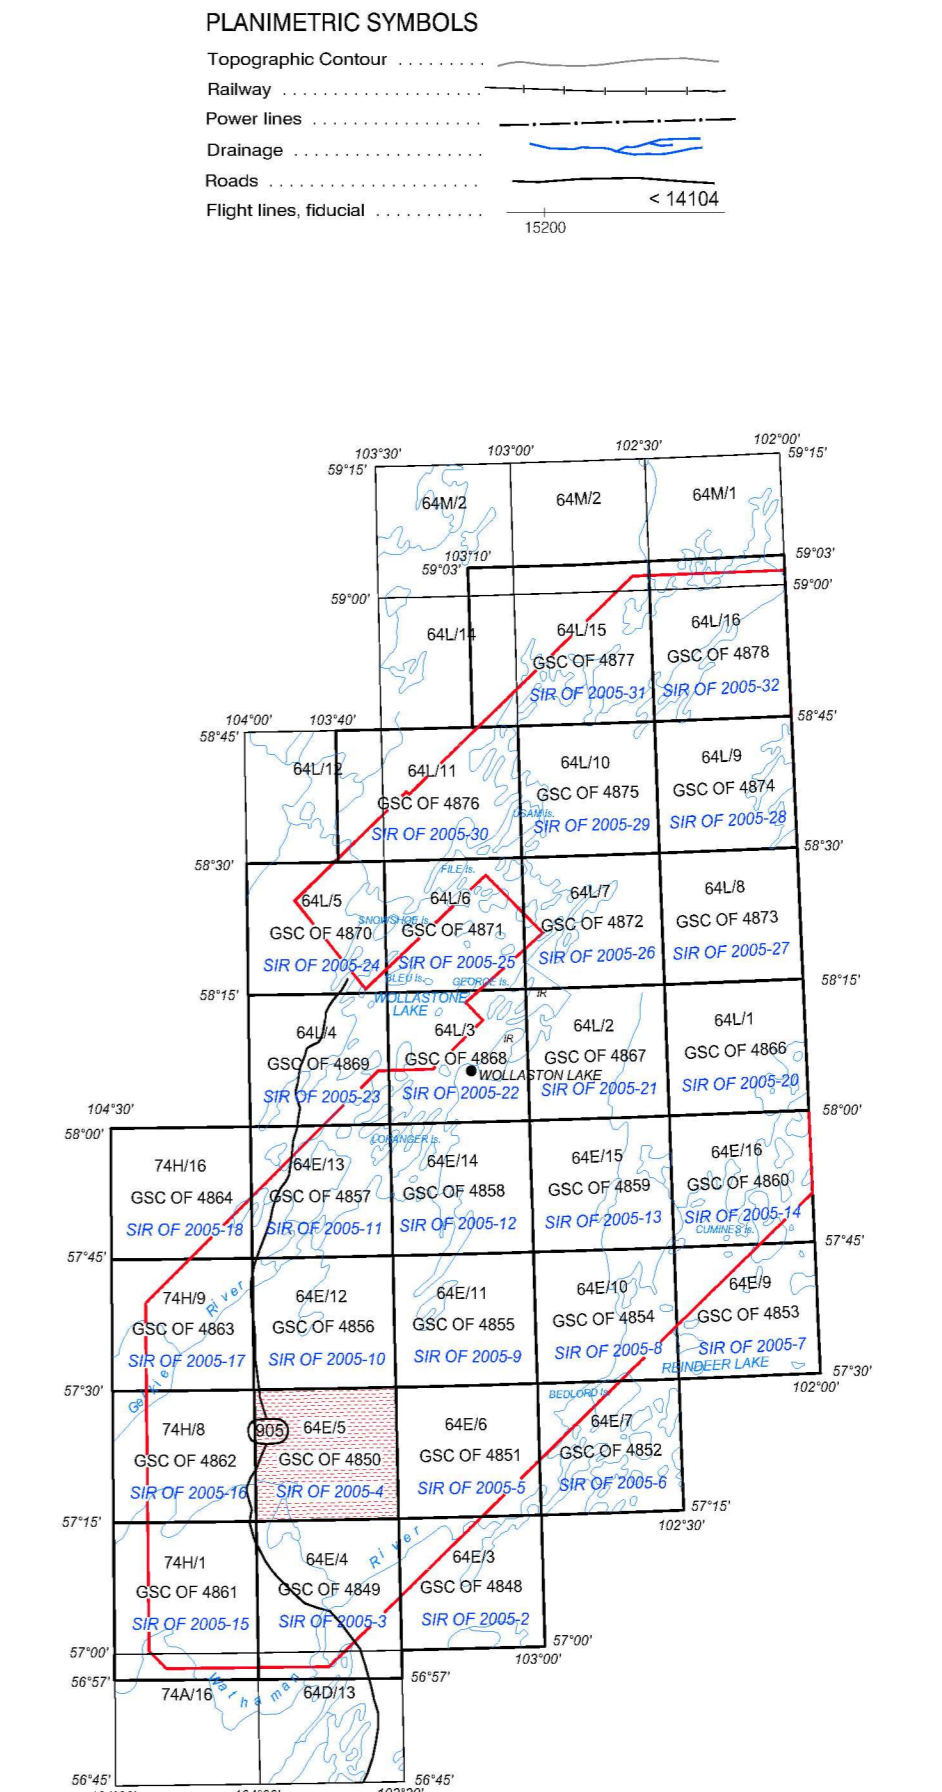 PLANIMETRIC SYMBOLS
Topographic Contour . . . . . . . . .
Railway . . . . . . . . . . . . . . . . . . . . .
Power lines . . . . . . . . . . . . . . . . . .
Drainage . . . . . . . . . . . . . . . . . . . .
Roads . . . . . . . . . . . . . . . . . . . . . .
< 14104
Flight lines, fiducial . . . . . . . . . . .
15200
103°30' 103°00' 102°30' 102°00'
59°15' 59°15'
64M/2 64M/2 64M/1
103°10'
59°03' 59°03'
59°00' 59°00'
64L/14 64L/15 64L/16
GSC OF 4877 GSC OF 4878
SIR OF 2005-31 SIR OF 2005-32
104°00' 103°40'
58°45' 58°45'
64L/12 64L/11 64L/10 64L/9
GSC OF 4876 GSC OF 4875 GSC OF 4874
USAM Is.
SIR OF 2005-30 SIR OF 2005-29 SIR OF 2005-28
58°30' 58°30'
FILE Is.
64L/5 64L/6 64L/7 64L/8
SNOWSHOE Is.
GSC OF 4870 GSC OF 4871 GSC OF 4872 GSC OF 4873
SIR OF 2005-24 SIR OF 2005-25 SIR OF 2005-26 SIR OF 2005-27
BLEU Is. GEORGE Is.
58°15' IR 58°15'
WOLLASTONE
LAKE
64L/4 64L/3 IR 64L/2 64L/1
GSC OF 4869 GSC OF 4868 GSC OF 4867 GSC OF 4866
WOLLASTON LAKE
SIR OF 2005-23 SIR OF 2005-22 SIR OF 2005-21 SIR OF 2005-20
104°30'
58°00' 58°00'
LORANGER Is.
74H/16 64E/13 64E/14 64E/15 64E/16
GSC OF 4864 GSC OF 4857 GSC OF 4858 GSC OF 4859 GSC OF 4860
SIR OF 2005-18 SIR OF 2005-11 SIR OF 2005-12 SIR OF 2005-13 SIR OF 2005-14
CUMINES Is.
57°45' 57°45'
74H/9 River 64E/12 64E/11 64E/10 64E/9
GSC OF 4863 GSC OF 4856 GSC OF 4855 GSC OF 4854 GSC OF 4853
SIR OF 2005-17 SIR OF 2005-10 SIR OF 2005-9 SIR OF 2005-8 SIR OF 2005-7
REINDEER LAKE
Geikie
57°30' 57°30'
102°00'
BEDLORD Is.
74H/8 905 64E/5 64E/6 64E/7
GSC OF 4862 GSC OF 4850 GSC OF 4851 GSC OF 4852
SIR OF 2005-16 SIR OF 2005-4 SIR OF 2005-5 SIR OF 2005-6
57°15' 57°15'
102°30'
River
74H/1 64E/4 64E/3
GSC OF 4861 GSC OF 4849 GSC OF 4848
SIR OF 2005-15 SIR OF 2005-3 SIR OF 2005-2
57°00' 57°00'
103°00'
56°57' 56°57'
Wathaman
74A/16 64D/13
56°45' 56°45'